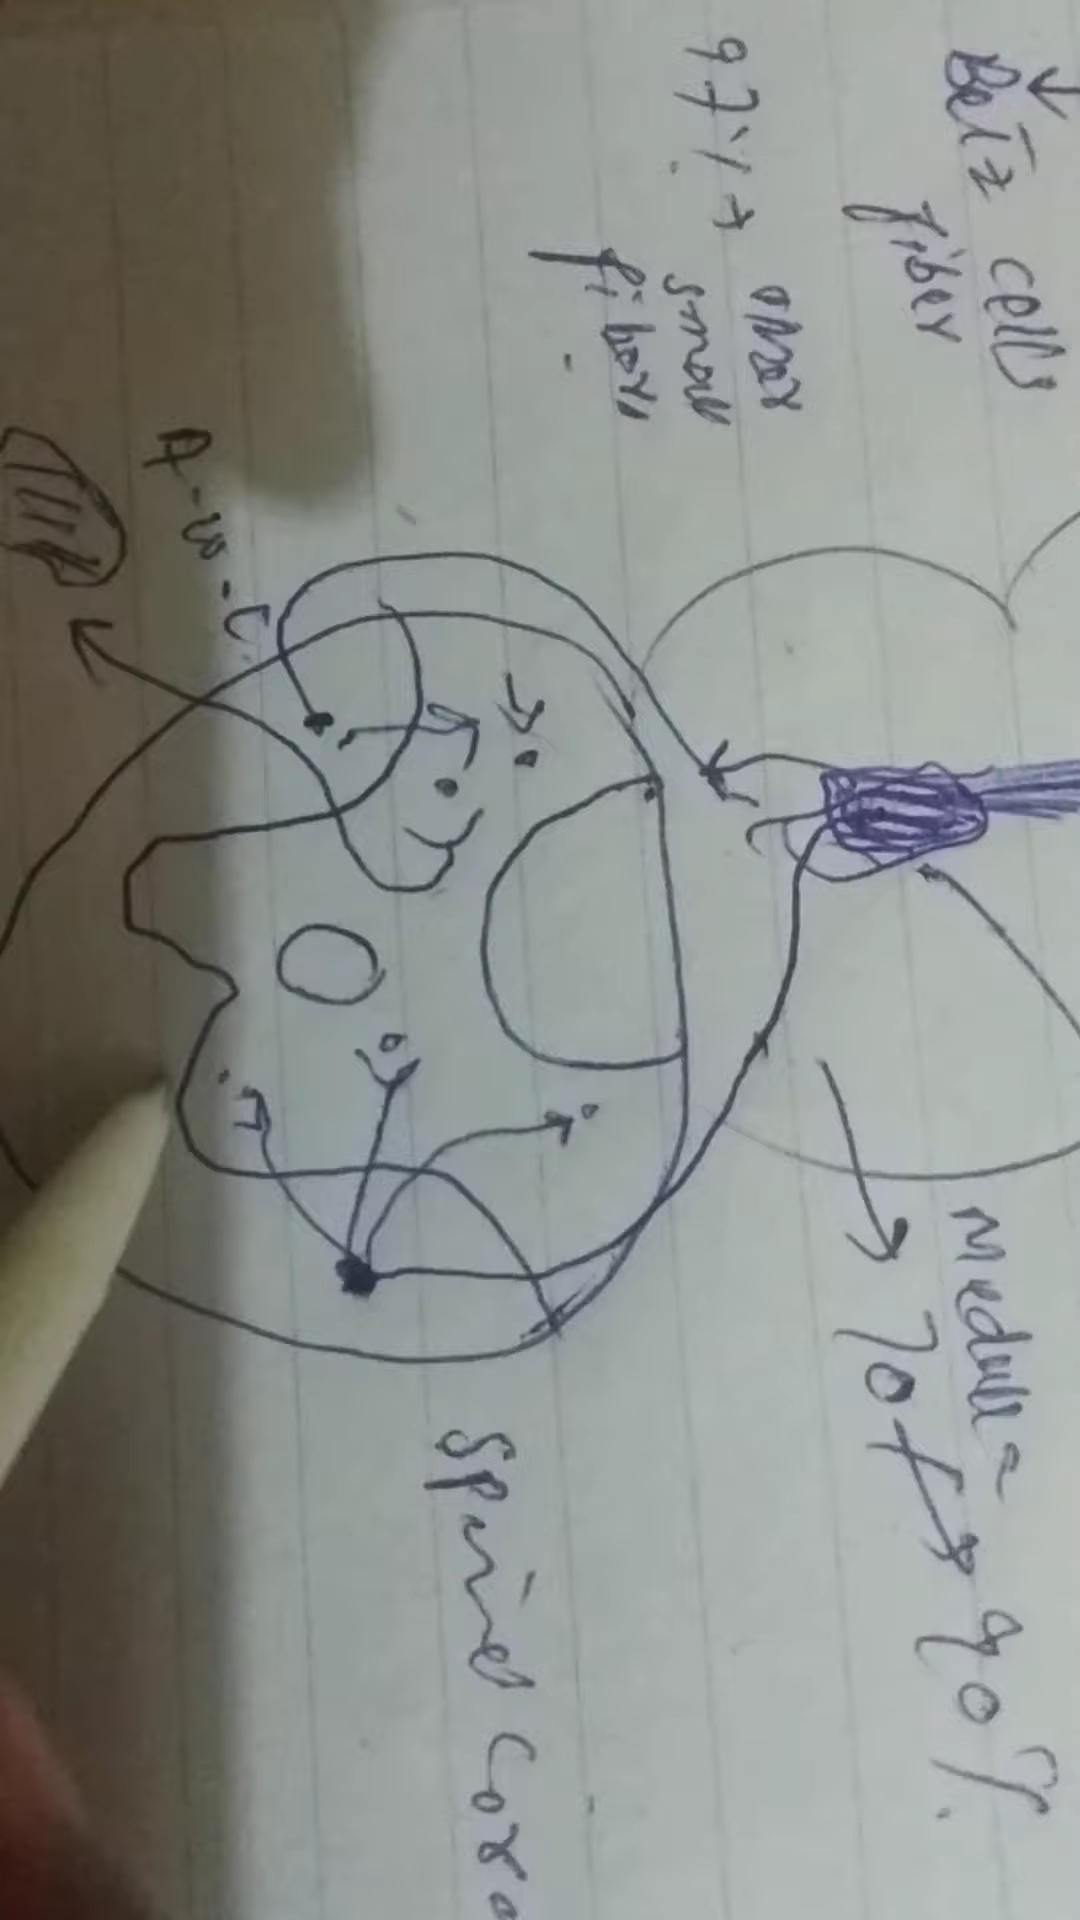 Betz cells
fiber
97% →
other
small
fibers
A-w-C
Medulla
70 → 90%
Spinal Cord